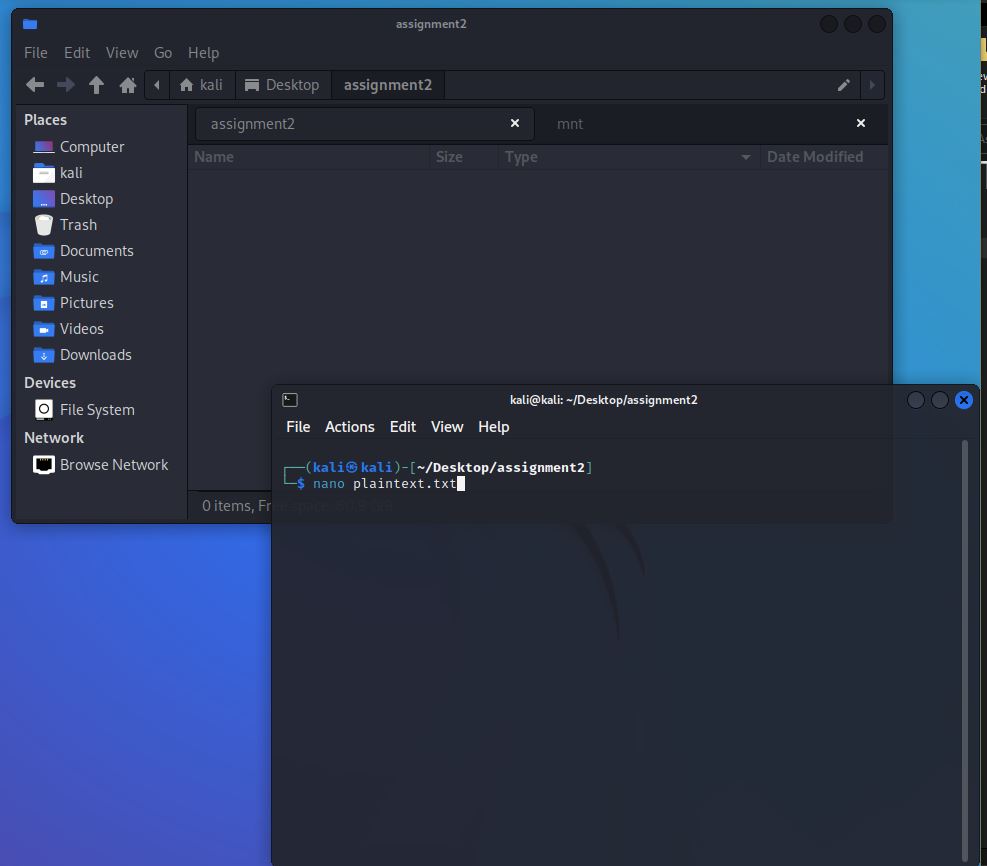 assignment2
File Edit View Go Help
kali Desktop assignment2
Places
Computer
kali
Desktop
Trash
Documents
Music
Pictures
Videos
Downloads
Devices
File System
Network
Browse Network
assignment2 mnt
Name Size Type Date Modified
0 items, Free space:
kali@kali: ~/Desktop/assignment2
File Actions Edit View Help
┌──(kali㉿kali)-[~/Desktop/assignment2]
└─$ nano plaintext.txt